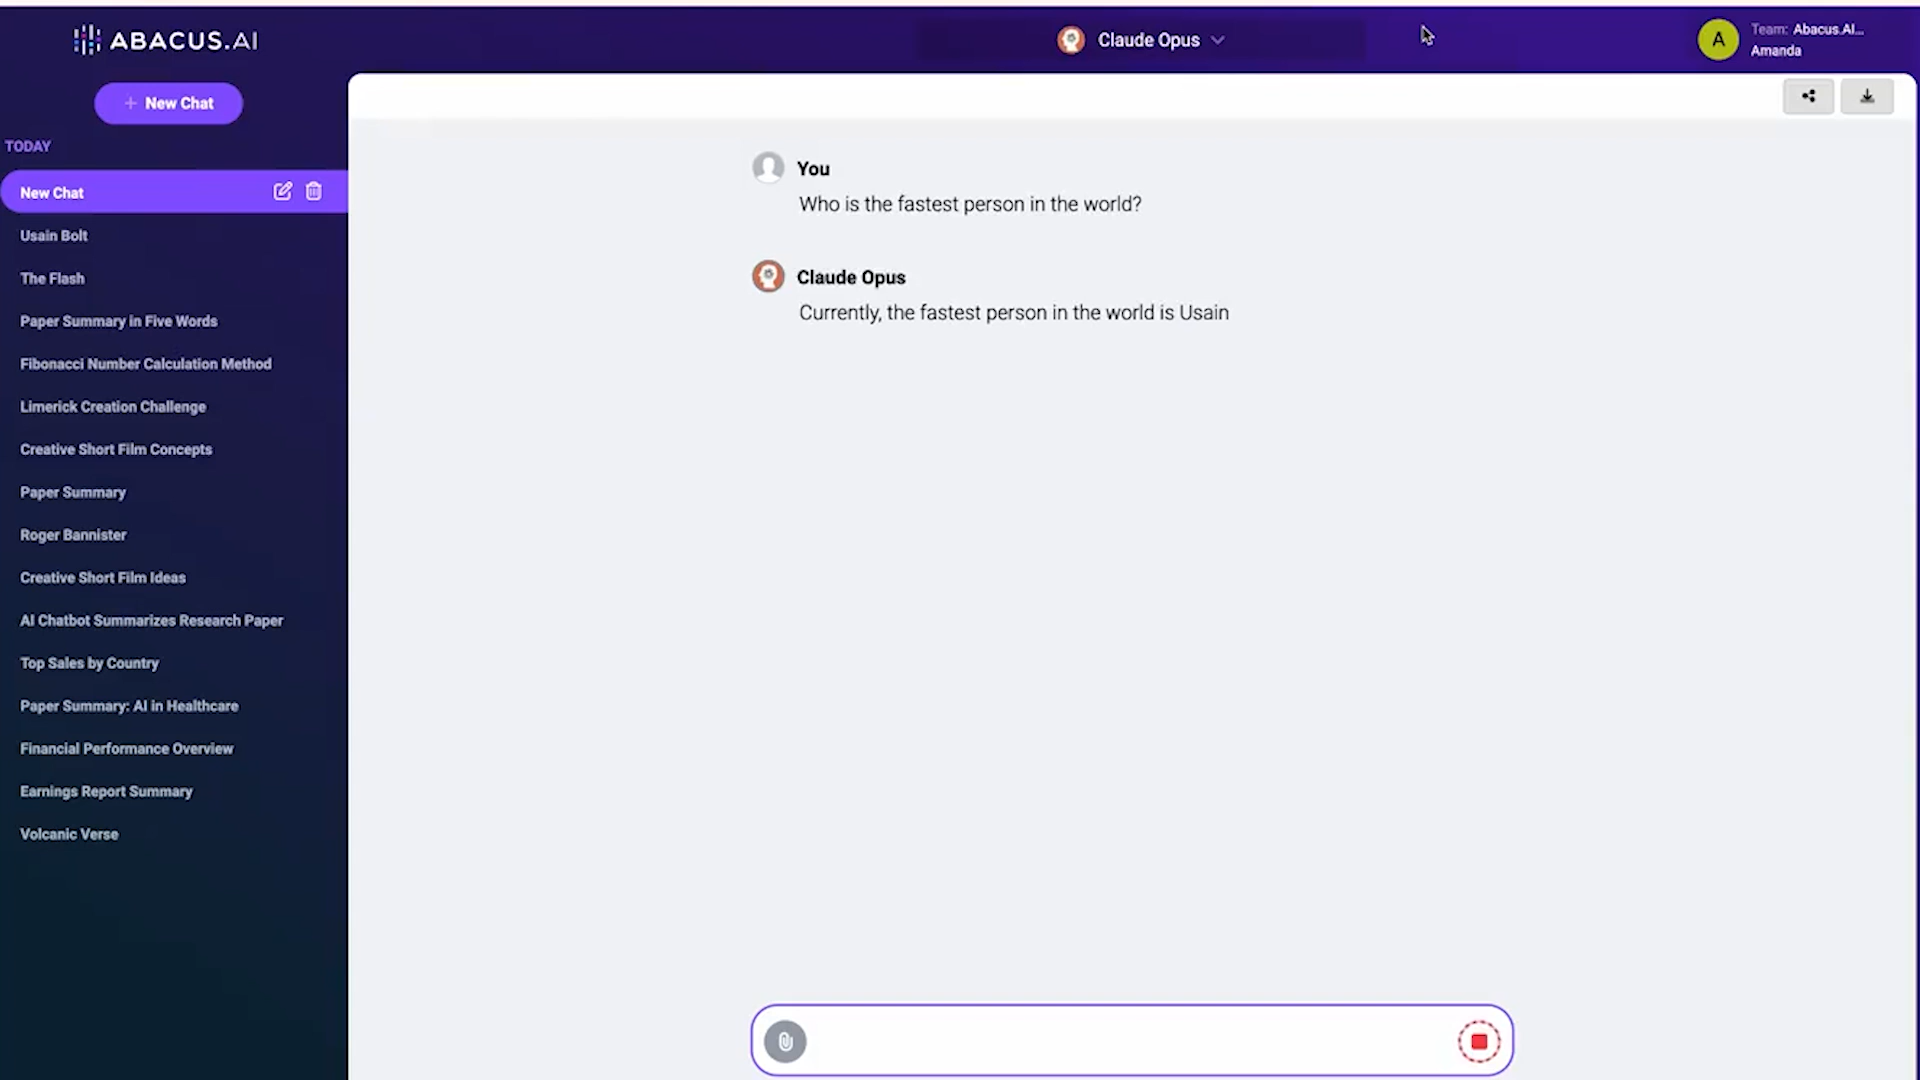 ABACUS.AI
Claude Opus
A
Team: Abacus.AI...
Amanda
+ New Chat
TODAY
New Chat
Usain Bolt
The Flash
Paper Summary in Five Words
Fibonacci Number Calculation Method
Limerick Creation Challenge
Creative Short Film Concepts
Paper Summary
Roger Bannister
Creative Short Film Ideas
AI Chatbot Summarizes Research Paper
Top Sales by Country
Paper Summary: AI in Healthcare
Financial Performance Overview
Earnings Report Summary
Volcanic Verse
You
Who is the fastest person in the world?
Claude Opus
Currently, the fastest person in the world is Usain